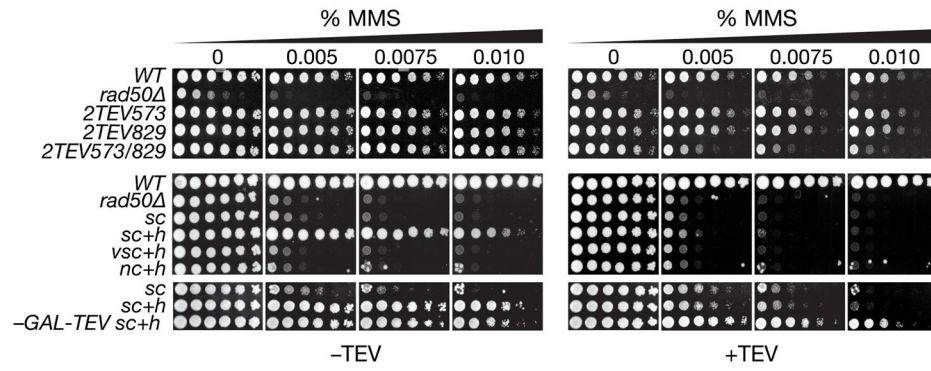 % MMS % MMS
0 0.005 0.0075 0.010 0 0.005 0.0075 0.010
WT
rad50Δ
2TEV573
2TEV829
2TEV573/829
WT
rad50Δ
sc
sc+h
vsc+h
nc+h
sc
sc+h
–GAL-TEV sc+h
–TEV +TEV